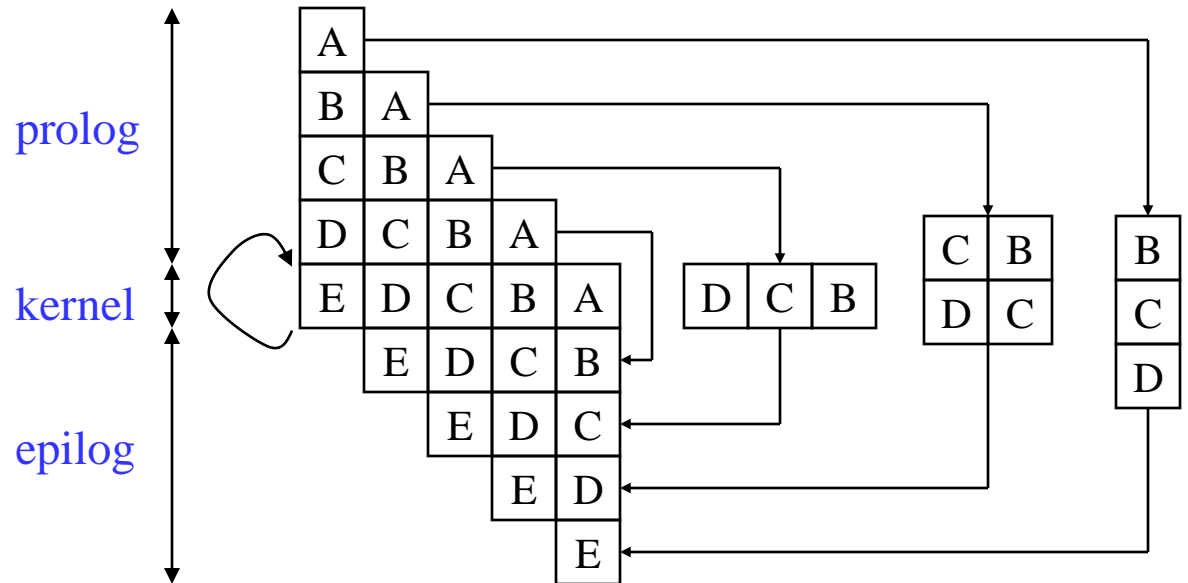 A
B A
prolog
C B A
D C B A
C B
B
kernel
E D C B A
D C B
D C
C
E D C B
D
epilog
E D C
E D
E